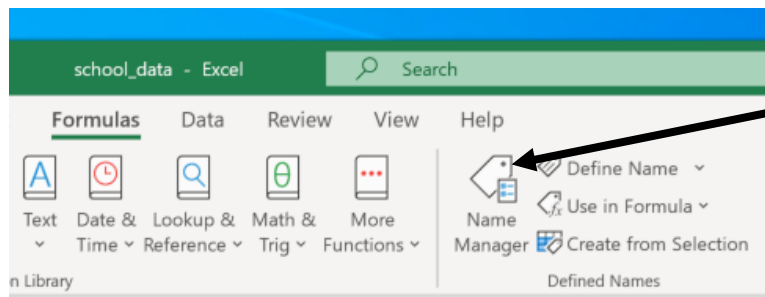 school_data - Excel
Search
Formulas Data Review View Help
Text Date & Time Lookup & Reference Math & Trig More Functions
Name Manager
Define Name
Use in Formula
Create from Selection
n Library
Defined Names